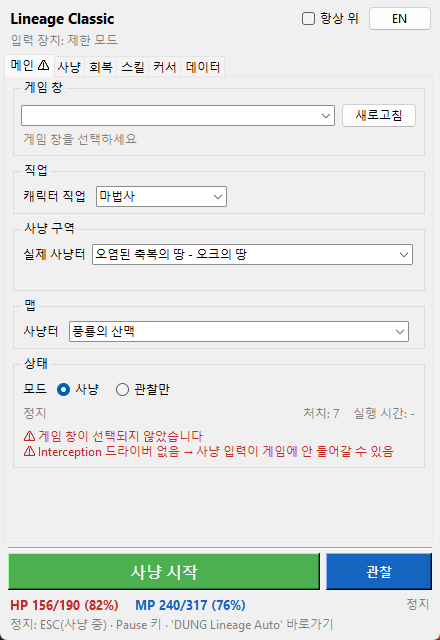 Lineage Classic
항상 위
EN
입력 장치: 제한 모드
메인 ⚠ 사냥 회복 스킬 커서 데이터
게임 창
새로고침
게임 창을 선택하세요
직업
캐릭터 직업 마법사
사냥 구역
실제 사냥터 오염된 축복의 땅 - 오크의 땅
맵
사냥터 풍룡의 산맥
상태
모드 사냥 관찰만
정지 처치: 7 실행 시간: -
⚠ 게임 창이 선택되지 않았습니다
⚠ Interception 드라이버 없음 → 사냥 입력이 게임에 안 들어갈 수 있음
사냥 시작 관찰
HP 156/190 (82%) MP 240/317 (76%) 정지
정지: ESC(사냥 중) · Pause 키 · 'DUNG Lineage Auto' 바로가기